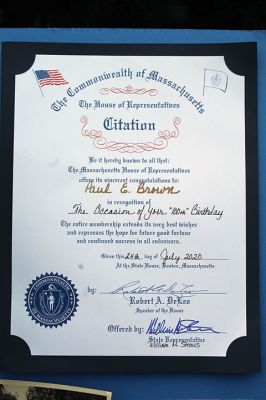 The Commonwealth of Massachusetts
The House of Representatives
Citation
Be it hereby known to all that:
The Massachusetts House of Representatives
offers its sincerest congratulations to:
Paul E. Brown
in recognition of
The Occasion of Your "100th" Birthday
The entire membership extends its very best wishes
and expresses the hope for future good fortune
and continued success in all endeavors.
Given this 24th day of July 2020
At the State House, Boston, Massachusetts
by:
Robert A. DeLeo
Speaker of the House
Offered by:
State Representative
William M. Straus